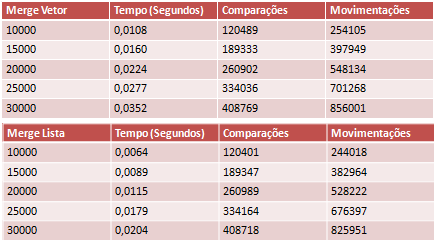 Merge Vetor Tempo (Segundos) Comparações Movimentações
10000 0,0108 120489 254105
15000 0,0160 189333 397949
20000 0,0224 260902 548134
25000 0,0277 334036 701268
30000 0,0352 408769 856001
Merge Lista Tempo (Segundos) Comparações Movimentações
10000 0,0064 120401 244018
15000 0,0089 189347 382964
20000 0,0115 260989 528222
25000 0,0179 334164 676397
30000 0,0204 408718 825951